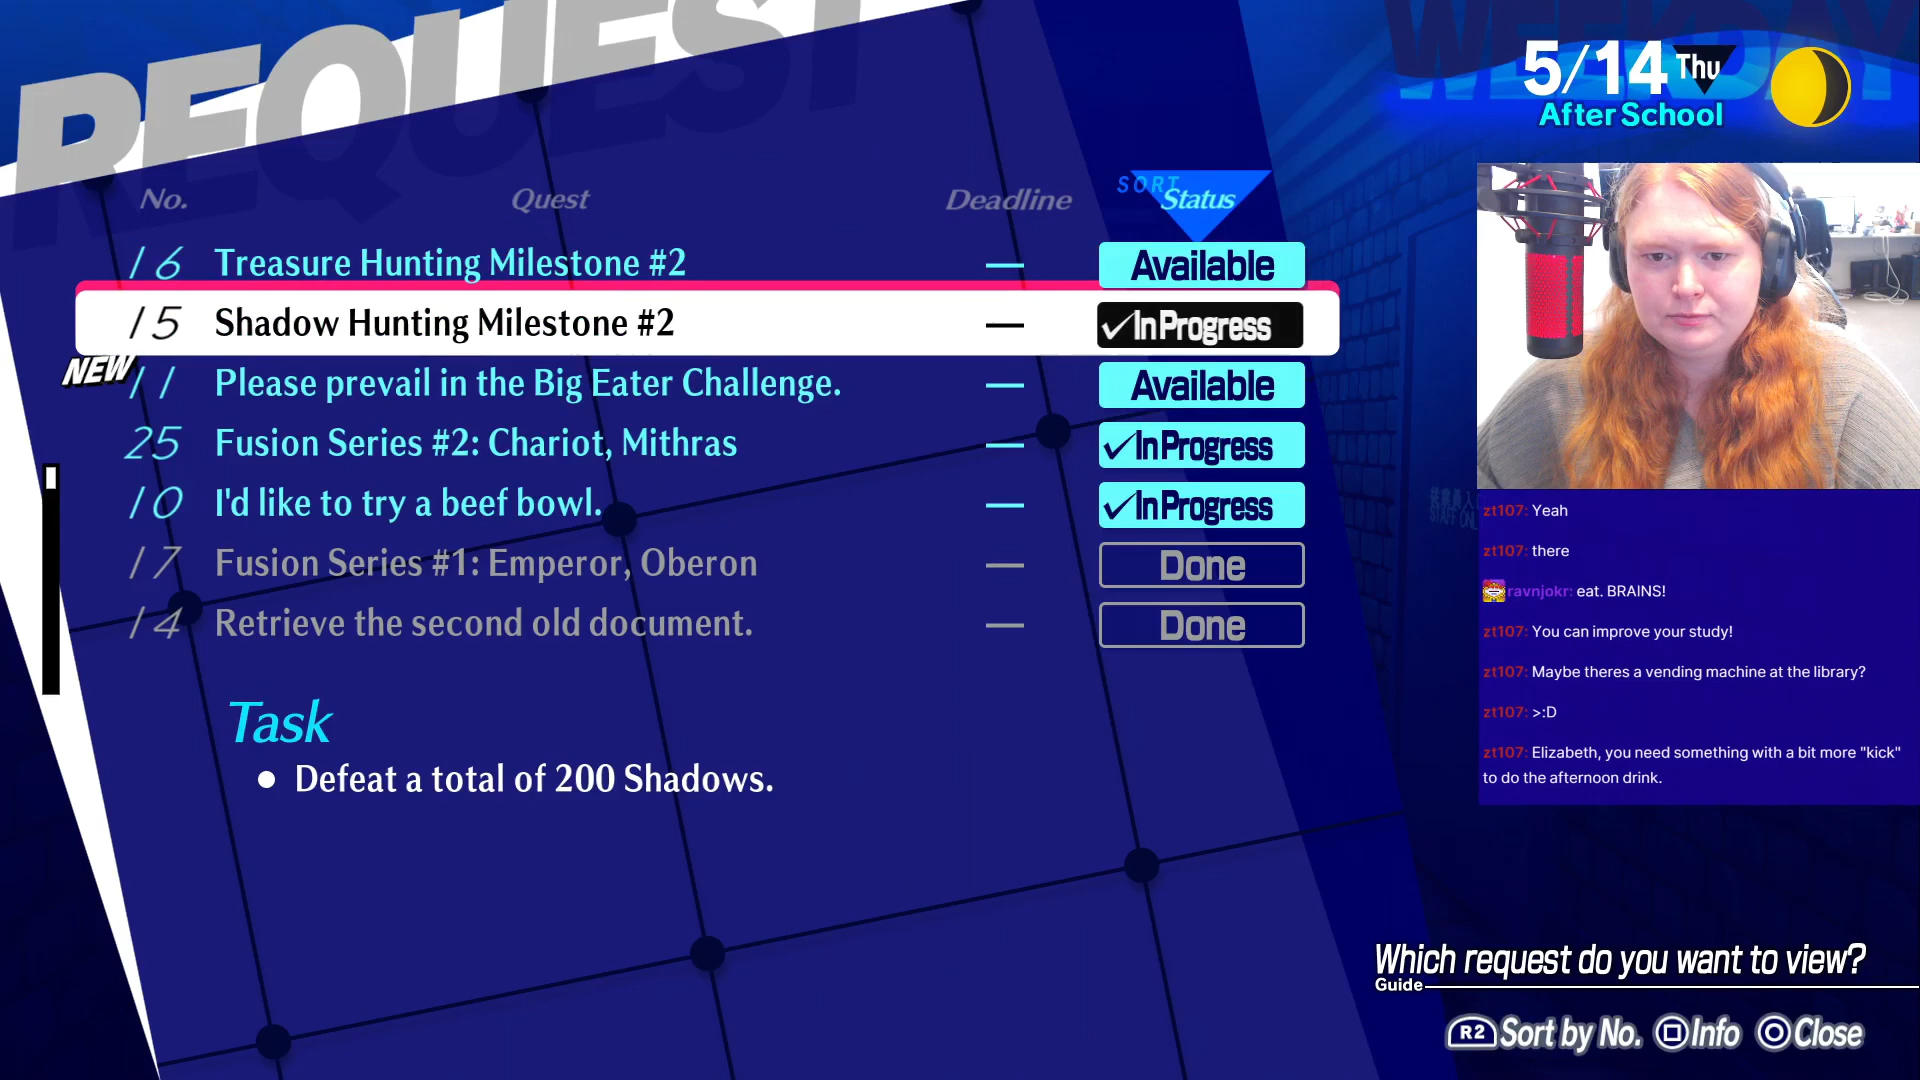 REQUEST
WEEKDAY
5/14 Thu
After School
No. Quest Deadline SORT Status
16 Treasure Hunting Milestone #2 — Available
15 Shadow Hunting Milestone #2 — In Progress
NEW
11 Please prevail in the Big Eater Challenge. — Available
25 Fusion Series #2: Chariot, Mithras — In Progress
10 I'd like to try a beef bowl. — In Progress
17 Fusion Series #1: Emperor, Oberon — Done
14 Retrieve the second old document. — Done
Task
• Defeat a total of 200 Shadows.
zt107: Yeah
zt107: there
ravnjokr: eat. BRAINS!
zt107: You can improve your study!
zt107: Maybe theres a vending machine at the library?
zt107: >:D
zt107: Elizabeth, you need something with a bit more "kick"
to do the afternoon drink.
Which request do you want to view?
Guide
R2 Sort by No. Info Close